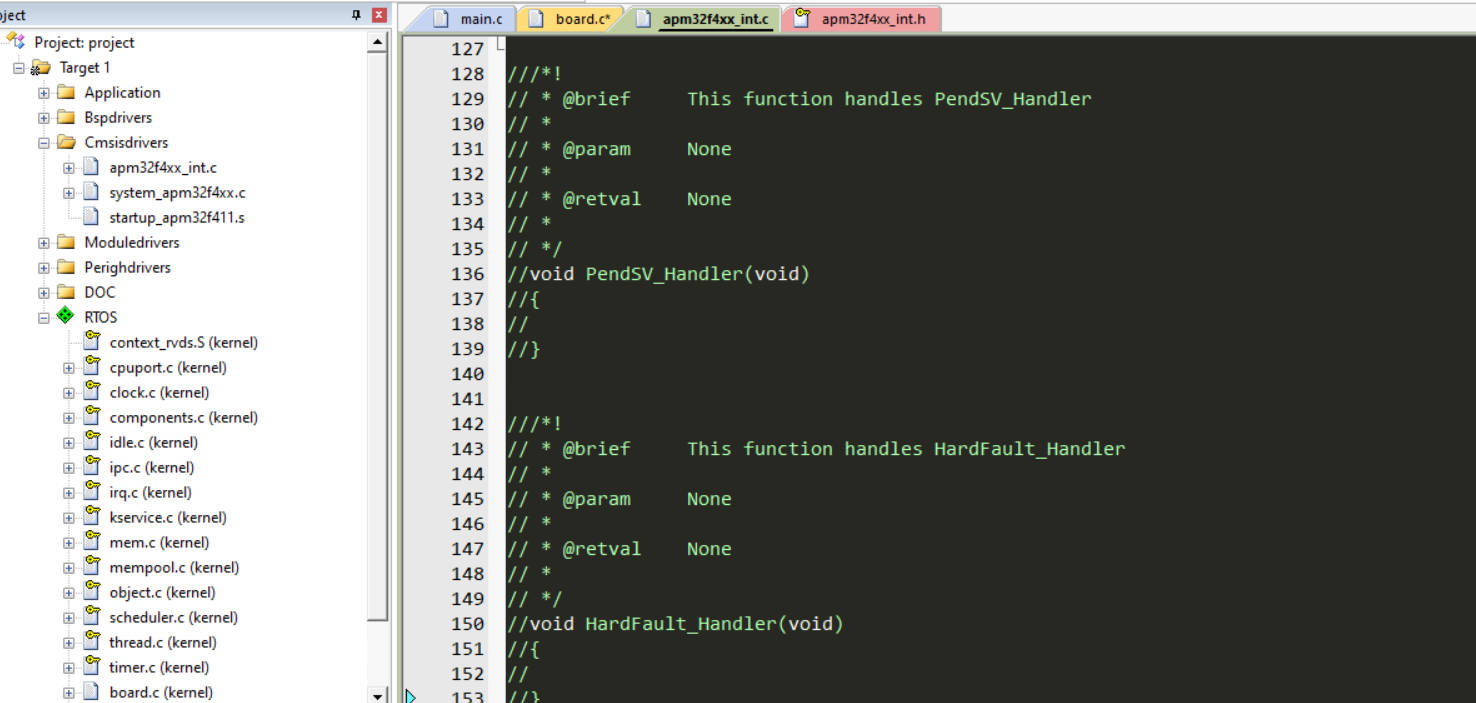 ject
Project: project
Target 1
Application
Bspdrivers
Cmsisdrivers
apm32f4xx_int.c
system_apm32f4xx.c
startup_apm32f411.s
Moduledrivers
Perighdrivers
DOC
RTOS
context_rvds.S (kernel)
cpuport.c (kernel)
clock.c (kernel)
components.c (kernel)
idle.c (kernel)
ipc.c (kernel)
irq.c (kernel)
kservice.c (kernel)
mem.c (kernel)
mempool.c (kernel)
object.c (kernel)
scheduler.c (kernel)
thread.c (kernel)
timer.c (kernel)
board.c (kernel)
main.c board.c* apm32f4xx_int.c apm32f4xx_int.h
127
128 ///*!
129 // * @brief     This function handles PendSV_Handler
130 // *
131 // * @param     None
132 // *
133 // * @retval    None
134 // *
135 // */
136 //void PendSV_Handler(void)
137 //{
138 //
139 //}
140
141
142 ///*!
143 // * @brief     This function handles HardFault_Handler
144 // *
145 // * @param     None
146 // *
147 // * @retval    None
148 // *
149 // */
150 //void HardFault_Handler(void)
151 //{
152 //
153 //}